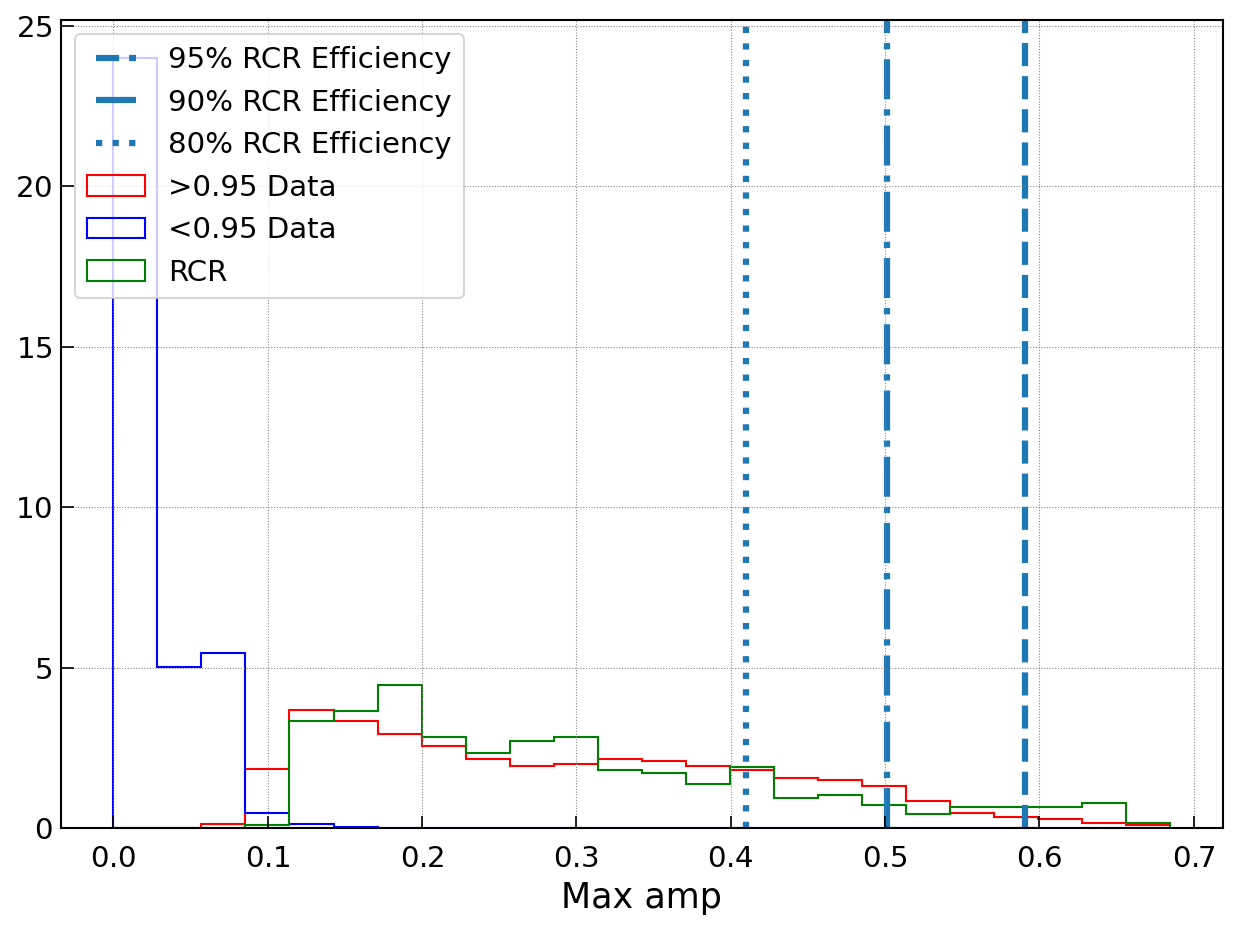 25
20
15
10
5
0
95% RCR Efficiency
90% RCR Efficiency
80% RCR Efficiency
>0.95 Data
<0.95 Data
RCR
0.0 0.1 0.2 0.3 0.4 0.5 0.6 0.7
Max amp